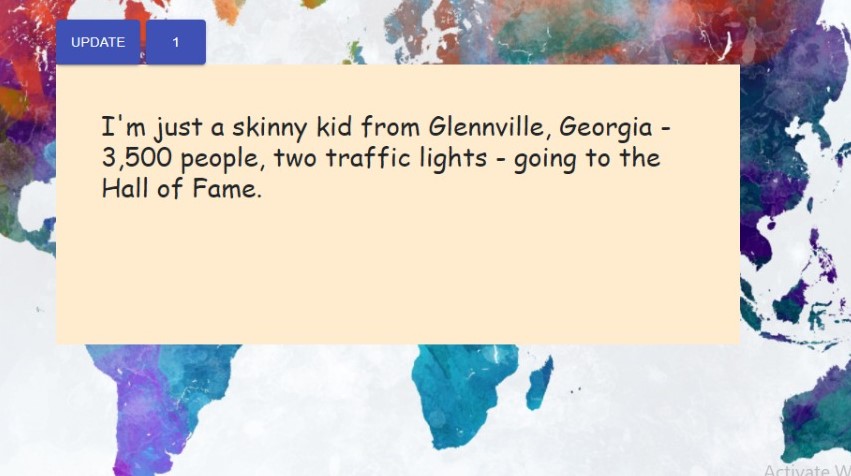 UPDATE 1
I'm just a skinny kid from Glennville, Georgia -
3,500 people, two traffic lights - going to the
Hall of Fame.
Activate W